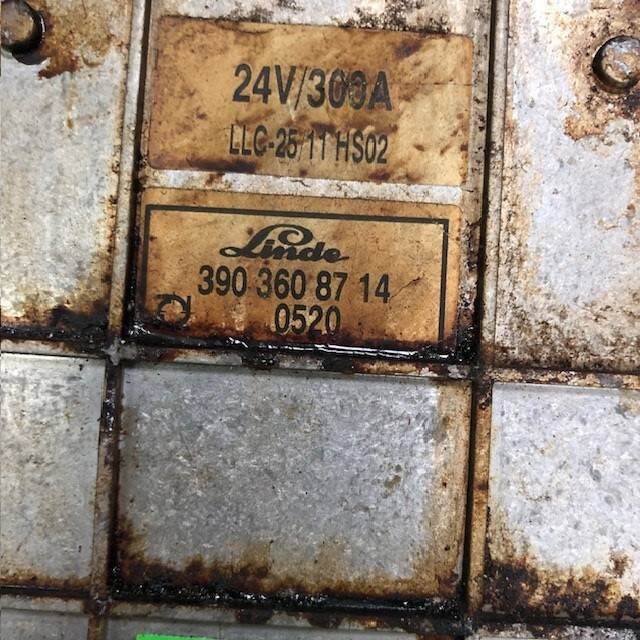 24V/300A
LLC-25/11 HS02
Linde
390 360 87 14
0520